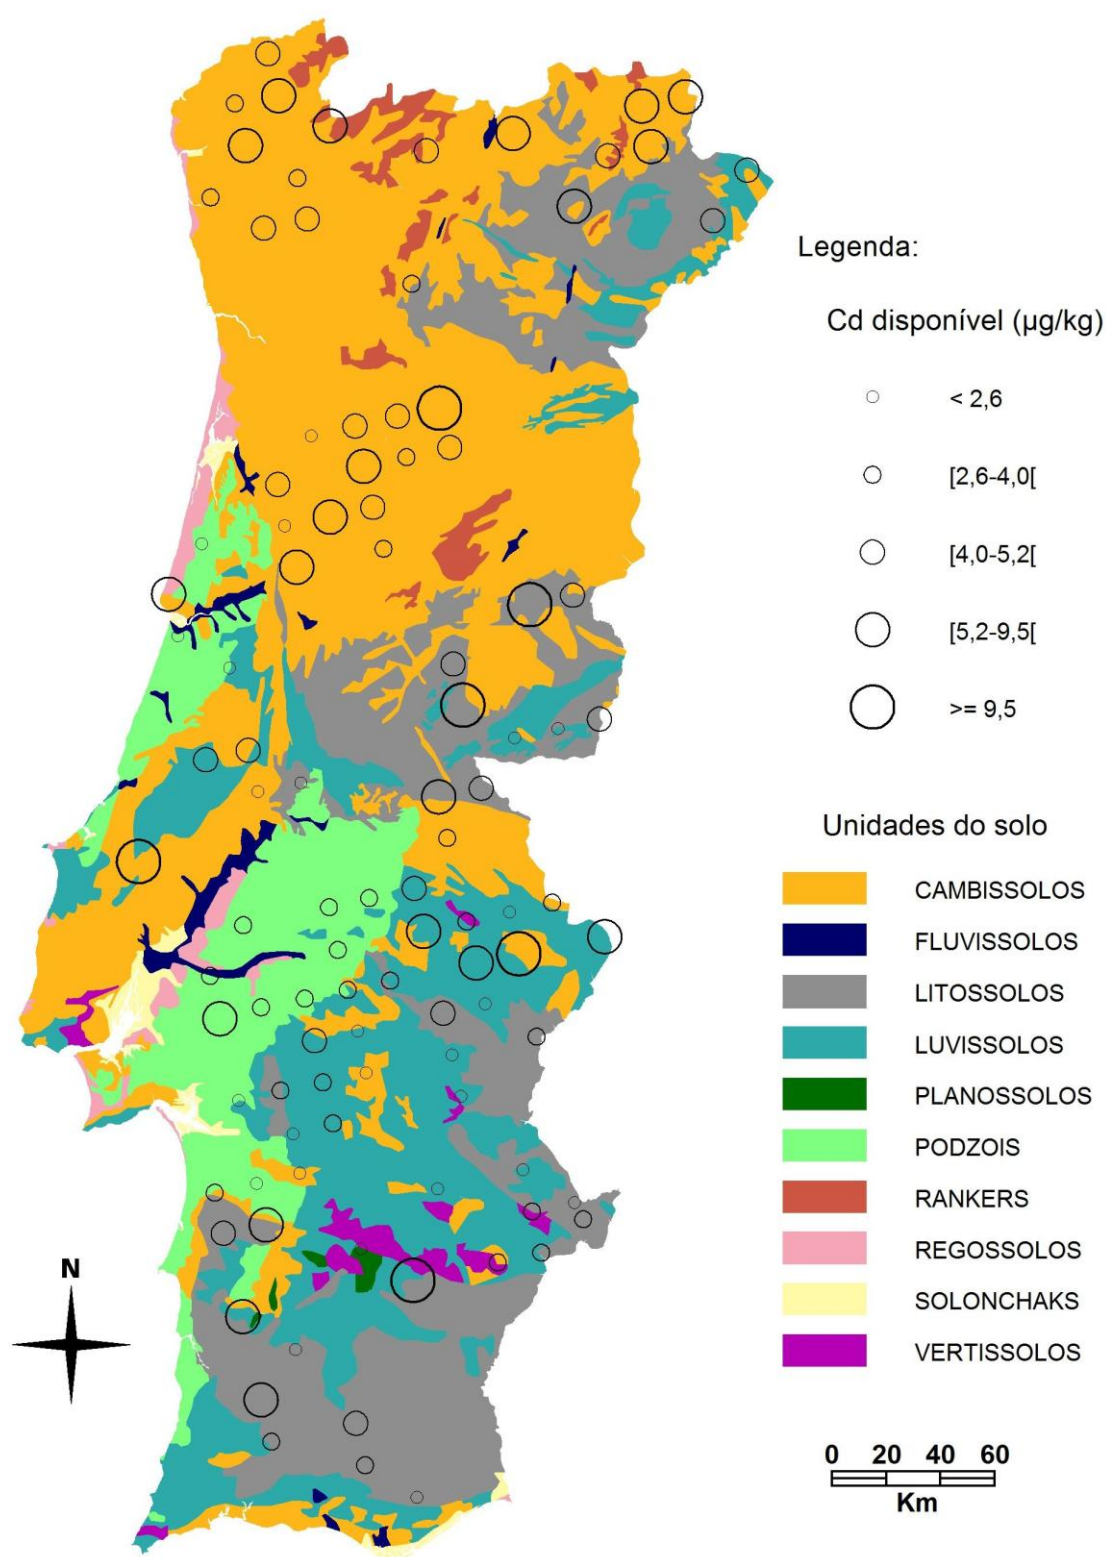 Legenda:
Cd disponível (µg/kg)
< 2,6
[2,6-4,0[
[4,0-5,2[
[5,2-9,5[
>= 9,5
Unidades do solo
CAMBISSOLOS
FLUVISSOLOS
LITOSSOLOS
LUVISSOLOS
PLANOSSOLOS
PODZOIS
RANKERS
REGOSSOLOS
SOLONCHAKS
VERTISSOLOS
N
0 20 40 60
Km